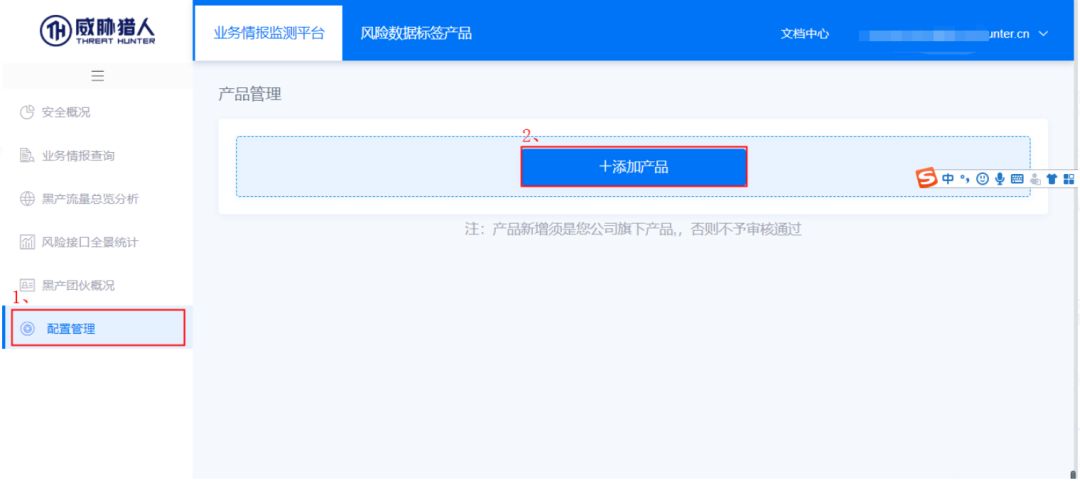 威胁猎人
THREAT HUNTER
业务情报监测平台
风险数据标签产品
文档中心
unter.cn
安全概况
业务情报查询
黑产流量总览分析
风险接口全景统计
黑产团伙概况
1、
配置管理
产品管理
2、
+添加产品
中
注：产品新增须是您公司旗下产品,，否则不予审核通过